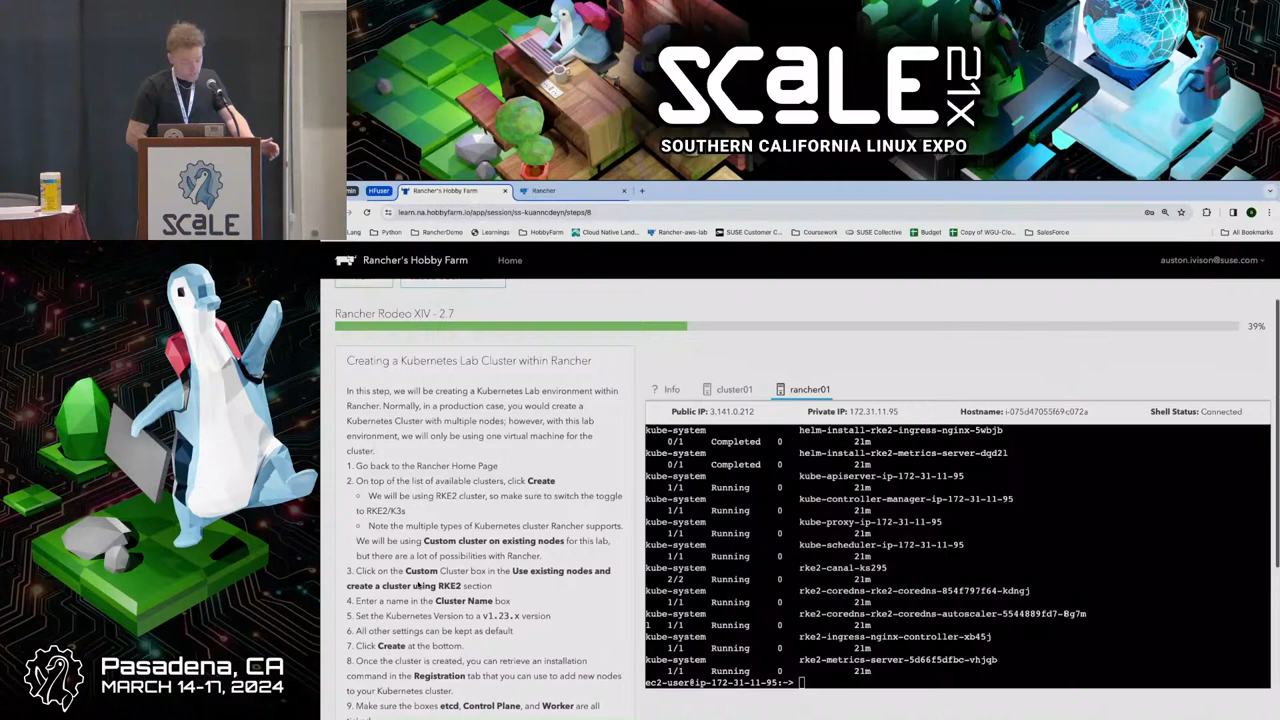 SCaLE 21X
SOUTHERN CALIFORNIA LINUX EXPO
SCaLE
min
HFuser
Rancher's Hobby Farm
Rancher
learn.na.hobbyfarm.io/app/session/ss-kuanncdeyn/steps/8
Lang
Python
RancherDemo
Learnings
HobbyFarm
Cloud Native Land...
Rancher-aws-lab
SUSE Customer C...
Coursework
SUSE Collective
Budget
Copy of WGU-Clo...
SalesForce
All Bookmarks
Rancher's Hobby Farm
Home
auston.ivison@suse.com
Rancher Rodeo XIV - 2.7
39%
Creating a Kubernetes Lab Cluster within Rancher
In this step, we will be creating a Kubernetes Lab environment within
Rancher. Normally, in a production case, you would create a
Kubernetes Cluster with multiple nodes; however, with this lab
environment, we will only be using one virtual machine for the
cluster.
1. Go back to the Rancher Home Page
2. On top of the list of available clusters, click Create
We will be using RKE2 cluster, so make sure to switch the toggle
to RKE2/K3s
Note the multiple types of Kubernetes cluster Rancher supports.
We will be using Custom cluster on existing nodes for this lab,
but there are a lot of possibilities with Rancher.
3. Click on the Custom Cluster box in the Use existing nodes and
create a cluster using RKE2 section
4. Enter a name in the Cluster Name box
5. Set the Kubernetes Version to a v1.23.x version
6. All other settings can be kept as default
7. Click Create at the bottom.
8. Once the cluster is created, you can retrieve an installation
command in the Registration tab that you can use to add new nodes
to your Kubernetes cluster.
9. Make sure the boxes etcd, Control Plane, and Worker are all
? Info
cluster01
rancher01
Public IP: 3.141.0.212 Private IP: 172.31.11.95 Hostname: i-075d47055f69c072a Shell Status: Connected
kube-system helm-install-rke2-ingress-nginx-5wbjb
0/1 Completed 0 21m
kube-system helm-install-rke2-metrics-server-dqd2l
0/1 Completed 0 21m
kube-system kube-apiserver-ip-172-31-11-95
1/1 Running 0 21m
kube-system kube-controller-manager-ip-172-31-11-95
1/1 Running 0 21m
kube-system kube-proxy-ip-172-31-11-95
1/1 Running 0 21m
kube-system kube-scheduler-ip-172-31-11-95
1/1 Running 0 21m
kube-system rke2-canal-ks295
2/2 Running 0 21m
kube-system rke2-coredns-rke2-coredns-854f797f64-kdngj
1/1 Running 0 21m
kube-system rke2-coredns-rke2-coredns-autoscaler-5544889fd7-8g7m
l 1/1 Running 0 21m
kube-system rke2-ingress-nginx-controller-xb45j
1/1 Running 0 21m
kube-system rke2-metrics-server-5d66f5dfbc-vhjqb
1/1 Running 0 21m
ec2-user@ip-172-31-11-95:~>
Pasadena, CA
MARCH 14-17, 2024